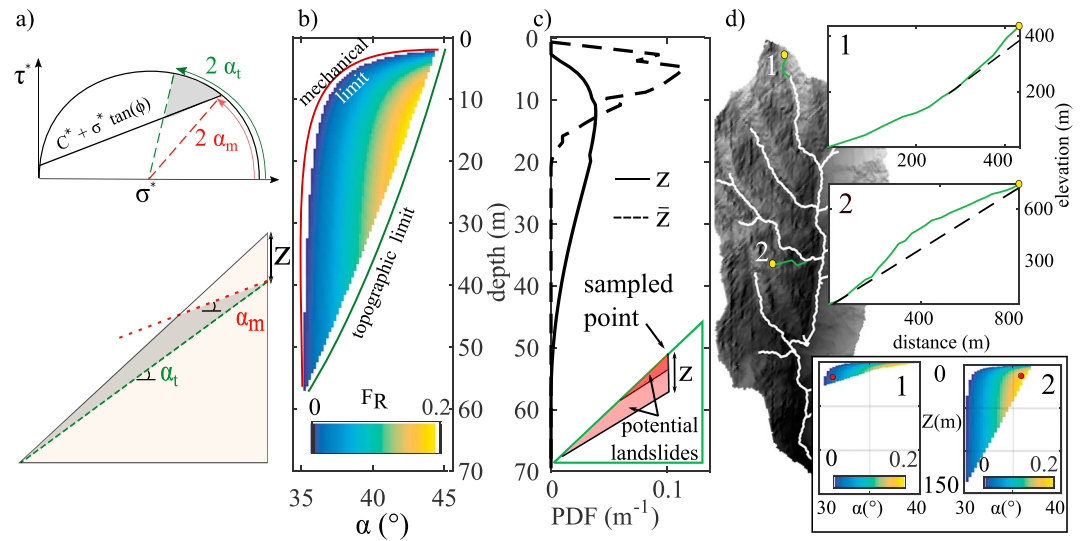 a)
τ*
2 αt
C* + σ* tan(ϕ)
2 αm
σ*
Z
αm
αt
b)
mechanical
limit
topographic limit
0
10
20
30
40
50
60
70
depth (m)
FR
0
0.2
35
40
45
α (°)
c)
0
10
20
30
40
50
60
70
z
z̄
sampled
point
Z
potential
landslides
0
0.1
PDF (m⁻¹)
d)
1
2
1
400
200
200
400
2
600
300
400
800
elevation (m)
distance (m)
0
Z(m)
150
1
0
0.2
30
40
α(°)
2
0
0.2
30
40
α(°)